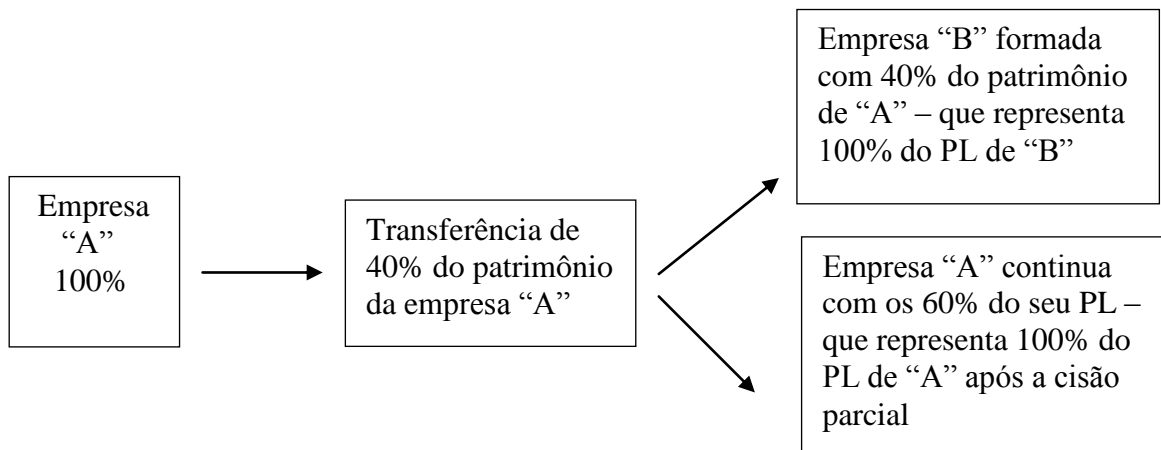 Empresa
“A”
100%
Transferência de
40% do patrimônio
da empresa “A”
Empresa “B” formada
com 40% do patrimônio
de “A” – que representa
100% do PL de “B”
Empresa “A” continua
com os 60% do seu PL –
que representa 100% do
PL de “A” após a cisão
parcial